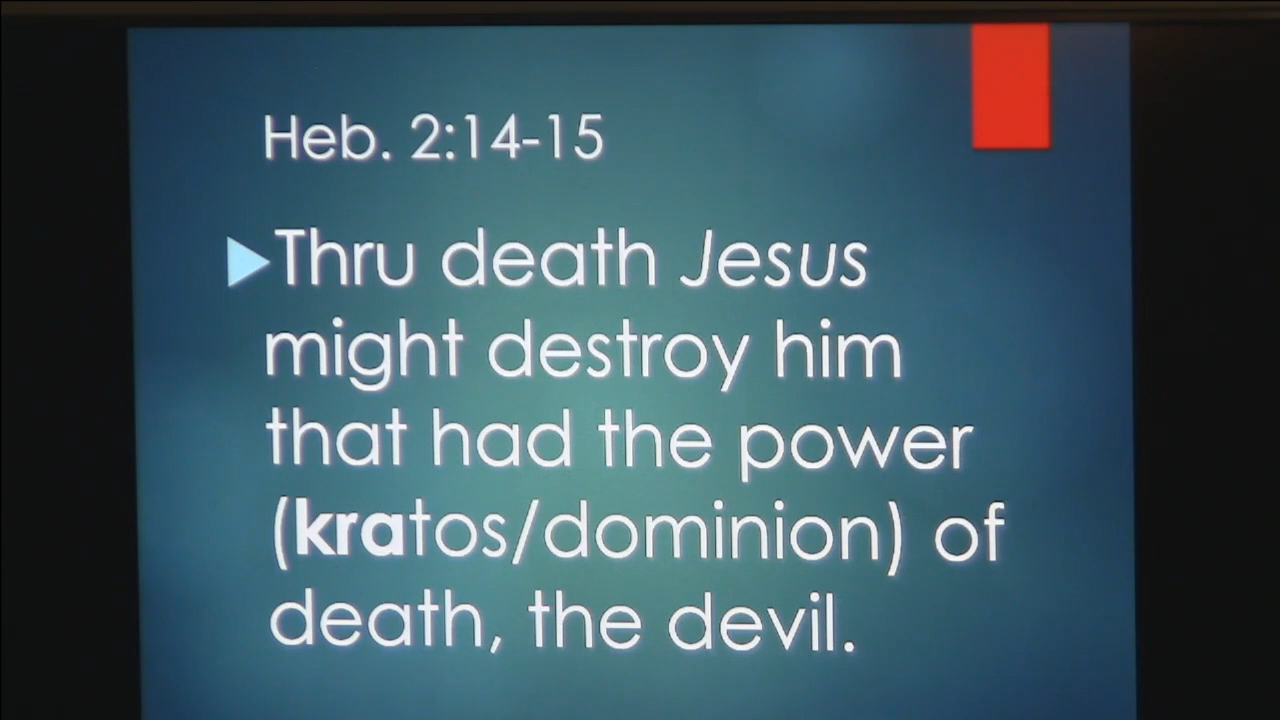 Heb. 2:14-15
Thru death Jesus
might destroy him
that had the power
(kratos/dominion) of
death, the devil.